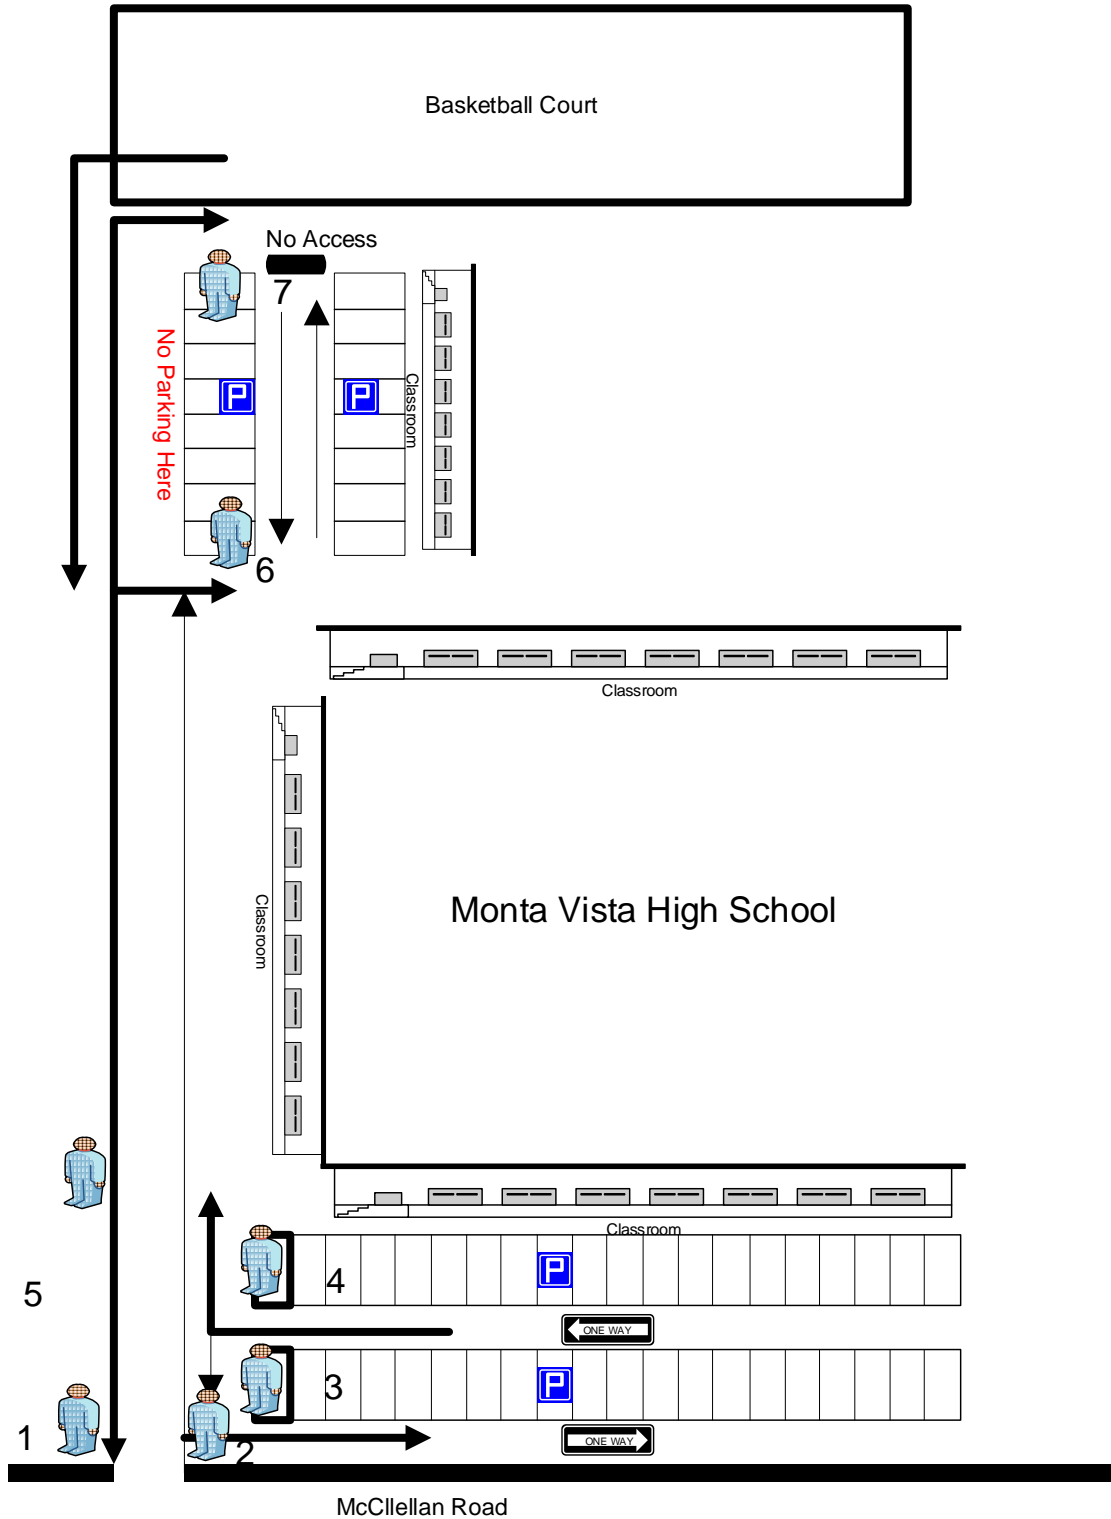 Basketball Court
No Access
7
No Parking Here
P
P
Classroom
6
Classroom
Classroom
Monta Vista High School
Classroom
5
4
P
ONE WAY
3
P
1
2
ONE WAY
McCllellan Road